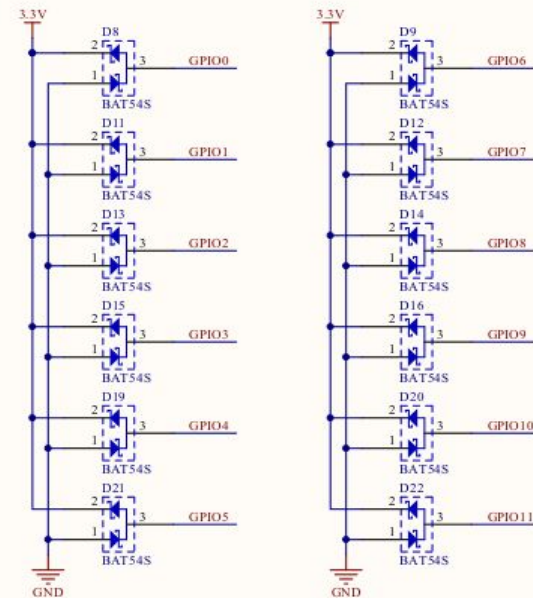 3.3V
D8
2
1
3
GPIO0
BAT54S
D11
2
1
3
GPIO1
BAT54S
D13
2
1
3
GPIO2
BAT54S
D15
2
1
3
GPIO3
BAT54S
D19
2
1
3
GPIO4
BAT54S
D21
2
1
3
GPIO5
BAT54S
GND
3.3V
D9
2
1
3
GPIO6
BAT54S
D12
2
1
3
GPIO7
BAT54S
D14
2
1
3
GPIO8
BAT54S
D16
2
1
3
GPIO9
BAT54S
D20
2
1
3
GPIO10
BAT54S
D22
2
1
3
GPIO11
BAT54S
GND